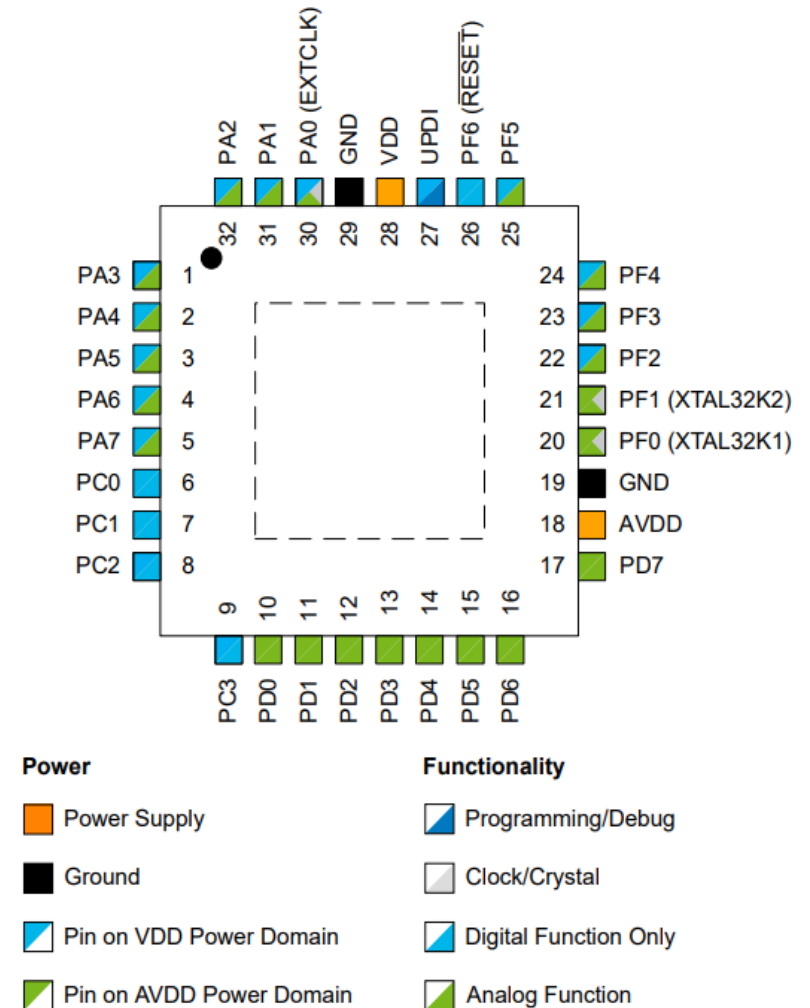 PA2
PA1
PA0 (EXTCLK)
GND
VDD
UPDI
PF6 (RESET)
PF5
32
31
30
29
28
27
26
25
PA3 1
PA4 2
PA5 3
PA6 4
PA7 5
PC0 6
PC1 7
PC2 8
24 PF4
23 PF3
22 PF2
21 PF1 (XTAL32K2)
20 PF0 (XTAL32K1)
19 GND
18 AVDD
17 PD7
9
10
11
12
13
14
15
16
PC3
PD0
PD1
PD2
PD3
PD4
PD5
PD6
Power
Power Supply
Ground
Pin on VDD Power Domain
Pin on AVDD Power Domain
Functionality
Programming/Debug
Clock/Crystal
Digital Function Only
Analog Function